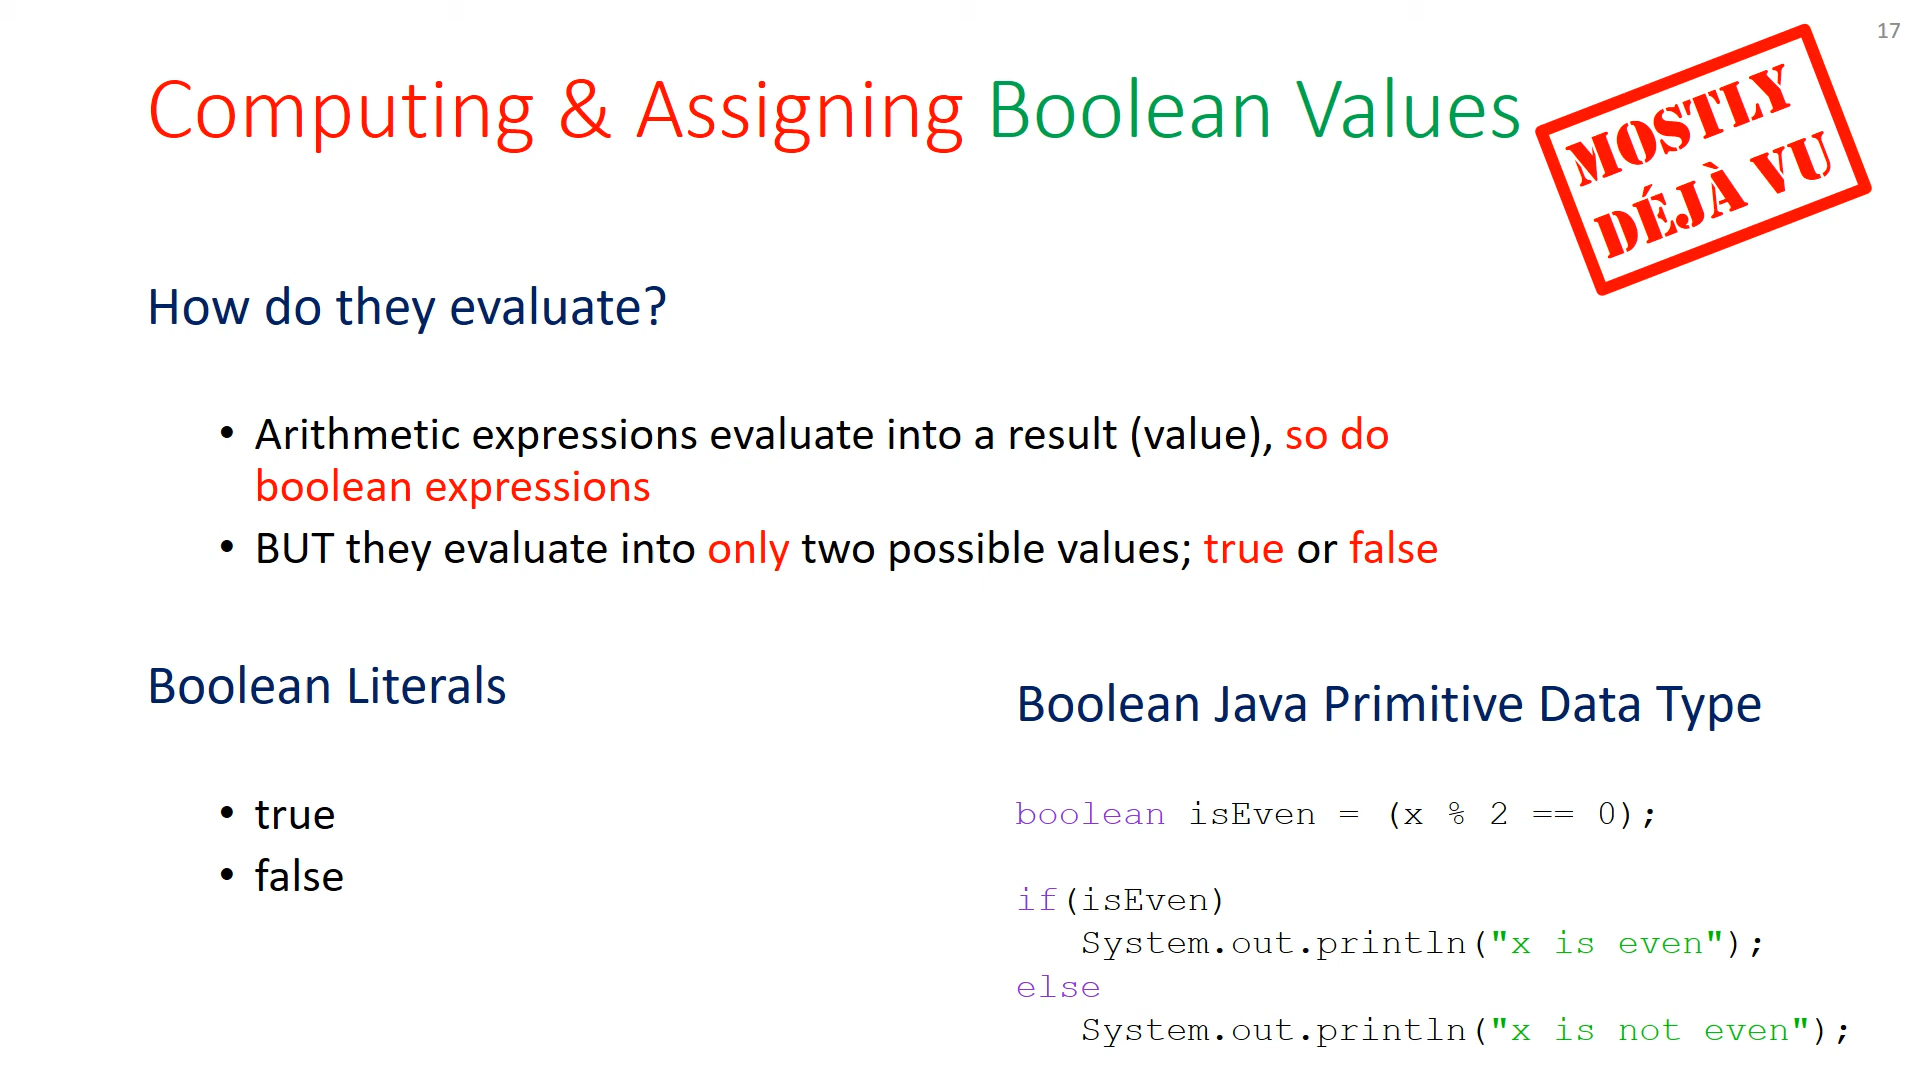 17
Computing & Assigning Boolean Values
MOSTLY
DÉJÀ VU
How do they evaluate?
• Arithmetic expressions evaluate into a result (value), so do
boolean expressions
• BUT they evaluate into only two possible values; true or false
Boolean Literals
• true
• false
Boolean Java Primitive Data Type
boolean isEven = (x % 2 == 0);
if(isEven)
   System.out.println("x is even");
else
   System.out.println("x is not even");